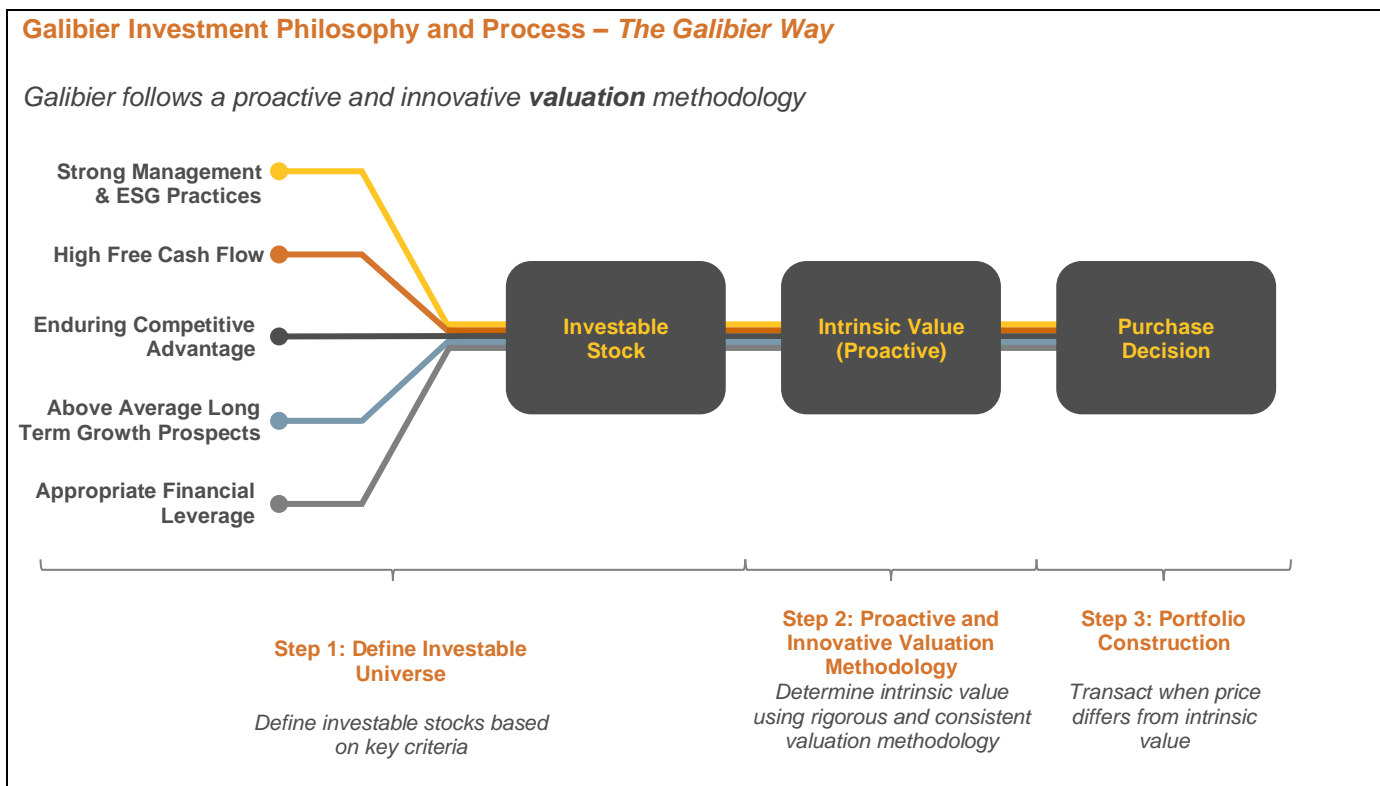 Galibier Investment Philosophy and Process – The Galibier Way
Galibier follows a proactive and innovative valuation methodology
Strong Management
& ESG Practices
High Free Cash Flow
Enduring Competitive
Advantage
Above Average Long
Term Growth Prospects
Appropriate Financial
Leverage
Investable
Stock
Intrinsic Value
(Proactive)
Purchase
Decision
Step 1: Define Investable
Universe
Define investable stocks based
on key criteria
Step 2: Proactive and
Innovative Valuation
Methodology
Determine intrinsic value
using rigorous and consistent
valuation methodology
Step 3: Portfolio
Construction
Transact when price
differs from intrinsic
value